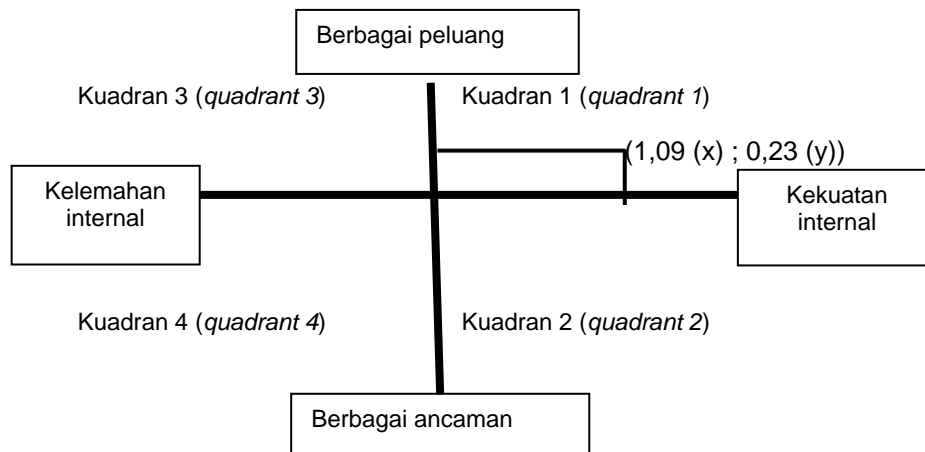 Berbagai peluang
Kuadran 3 (quadrant 3)
Kuadran 1 (quadrant 1)
(1,09 (x) ; 0,23 (y))
Kelemahan
internal
Kekuatan
internal
Kuadran 4 (quadrant 4)
Kuadran 2 (quadrant 2)
Berbagai ancaman